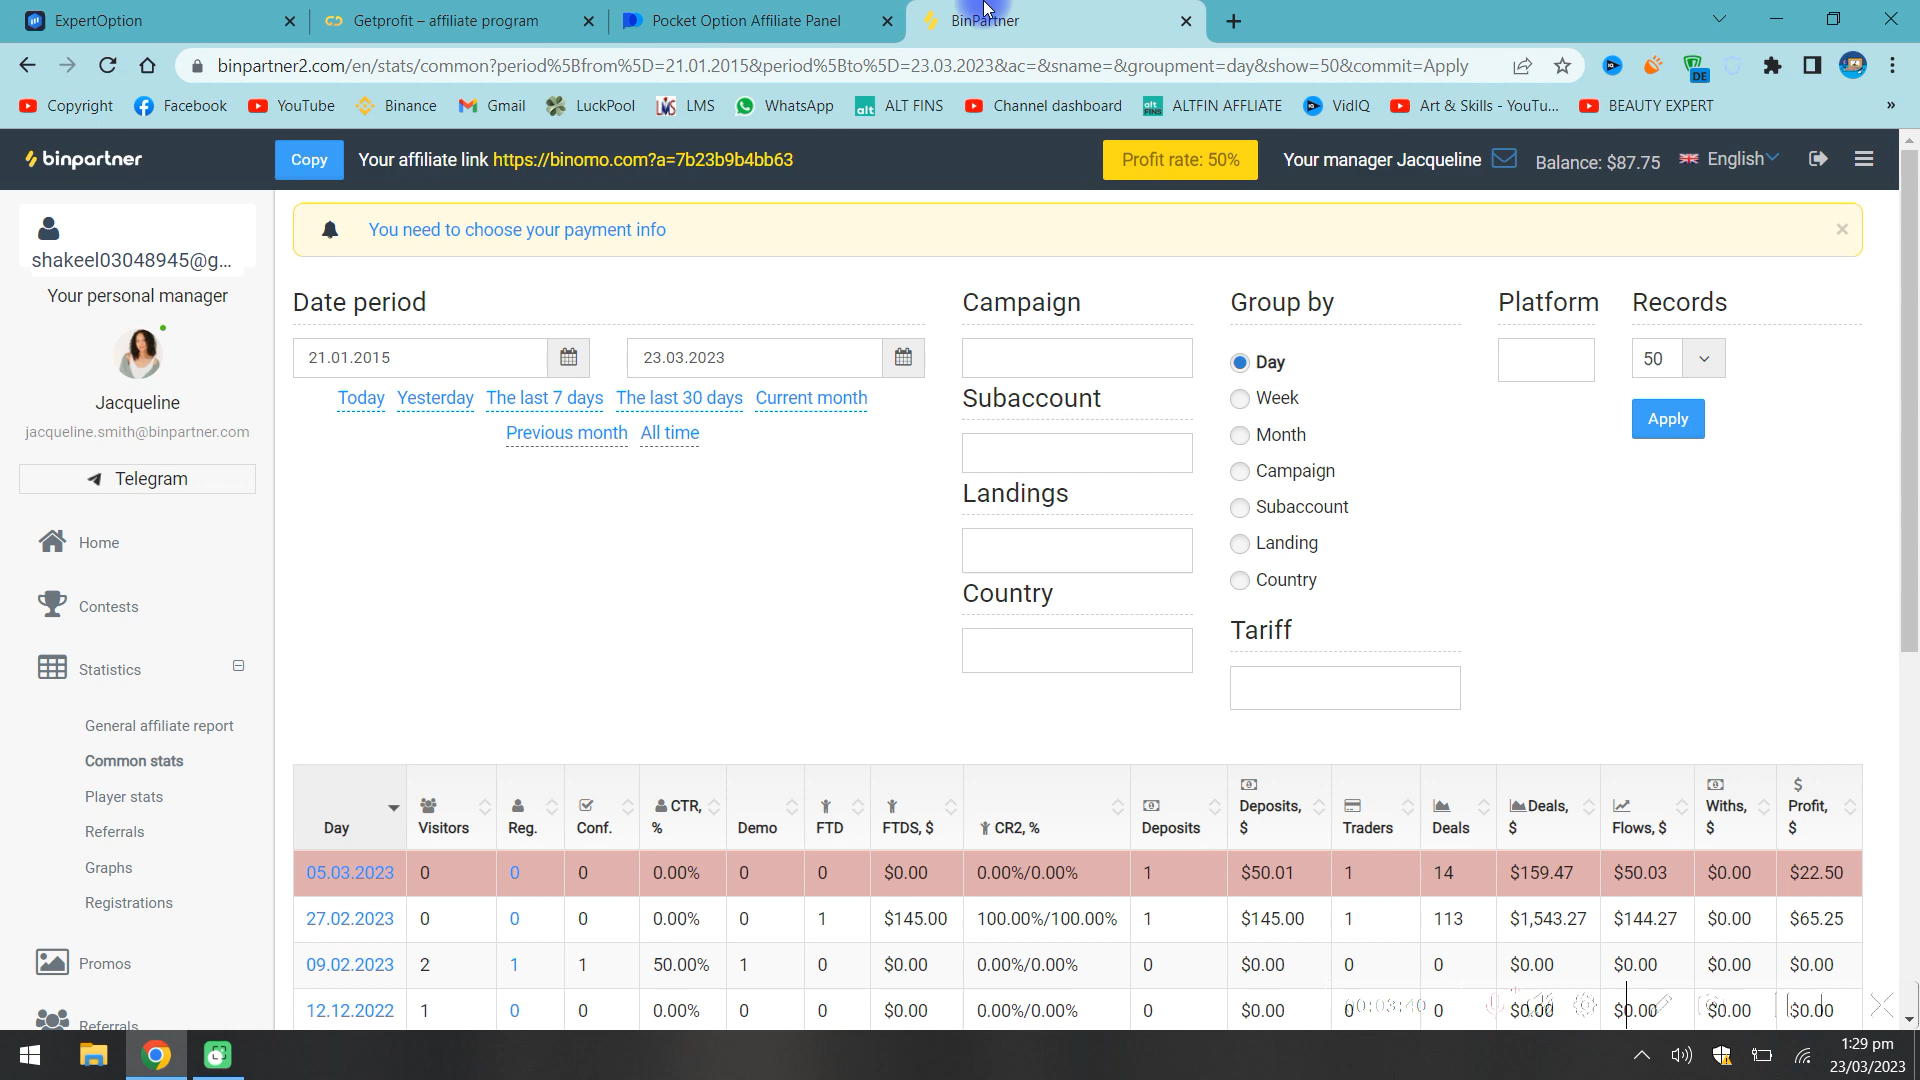 ExpertOption
Getprofit – affiliate program
Pocket Option Affiliate Panel
BinPartner
binpartner2.com/en/stats/common?period%5Bfrom%5D=21.01.2015&period%5Bto%5D=23.03.2023&ac=&sname=&groupment=day&show=50&commit=Apply
DE
Copyright
Facebook
YouTube
Binance
Gmail
LuckPool
LMS
WhatsApp
alt ALT FINS
Channel dashboard
ALTFIN AFFLIATE
VidIQ
Art & Skills - YouTu...
BEAUTY EXPERT
»
binpartner
Copy
Your affiliate link https://binomo.com?a=7b23b9b4bb63
Profit rate: 50%
Your manager Jacqueline
Balance: $87.75
English
shakeel03048945@g...
Your personal manager
Jacqueline
jacqueline.smith@binpartner.com
Telegram
Home
Contests
Statistics
General affiliate report
Common stats
Player stats
Referrals
Graphs
Registrations
Promos
Referrals
You need to choose your payment info
×
Date period
21.01.2015
23.03.2023
Today Yesterday The last 7 days The last 30 days Current month
Previous month All time
Campaign
Subaccount
Landings
Country
Group by
Day
Week
Month
Campaign
Subaccount
Landing
Country
Tariff
Platform
Records
50
Apply
Day Visitors Reg. Conf. CTR, % Demo FTD FTDS, $ CR2, % Deposits Deposits, $ Traders Deals Deals, $ Flows, $ Withs, $ Profit, $
05.03.2023 0 0 0 0.00% 0 0 $0.00 0.00%/0.00% 1 $50.01 1 14 $159.47 $50.03 $0.00 $22.50
27.02.2023 0 0 0 0.00% 0 1 $145.00 100.00%/100.00% 1 $145.00 1 113 $1,543.27 $144.27 $0.00 $65.25
09.02.2023 2 1 1 50.00% 1 0 $0.00 0.00%/0.00% 0 $0.00 0 0 $0.00 $0.00 $0.00 $0.00
12.12.2022 1 0 0 0.00% 0 0 $0.00 0.00%/0.00% 0 $0.00 0 0 $0.00 $0.00 $0.00 $0.00
00:03:40
1:29 pm
23/03/2023